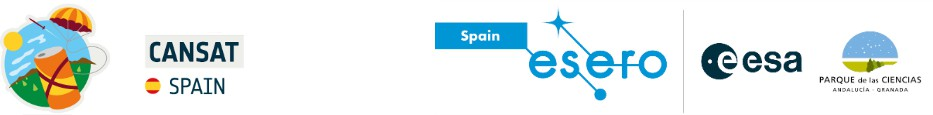 CANSAT
SPAIN
Spain
esero
esa
PARQUE de las CIENCIAS
ANDALUCÍA - GRANADA